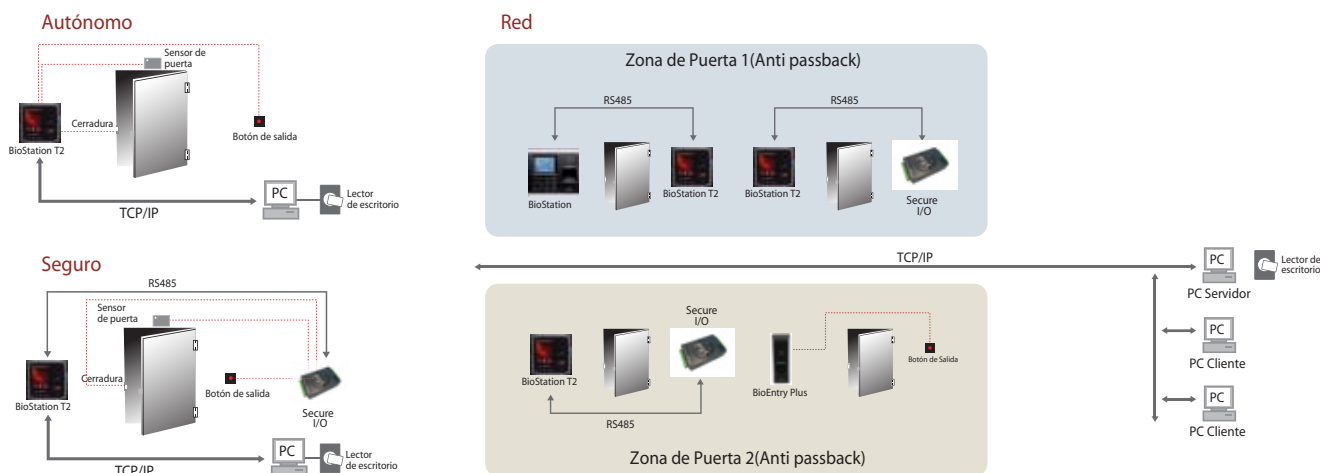 Autónomo
Sensor de
puerta
Cerradura
Botón de salida
BioStation T2
PC
Lector
de escritorio
TCP/IP
Seguro
RS485
Sensor
de puerta
Cerradura
Botón de salida
BioStation T2
Secure
I/O
PC
Lector
de escritorio
TCP/IP
Red
Zona de Puerta 1(Anti passback)
RS485
RS485
BioStation
BioStation T2
BioStation T2
Secure
I/O
TCP/IP
PC
Lector de
escritorio
PC Servidor
PC
PC Cliente
PC
PC Cliente
Secure
I/O
BioStation T2
BioEntry Plus
Botón de Salida
RS485
Zona de Puerta 2(Anti passback)